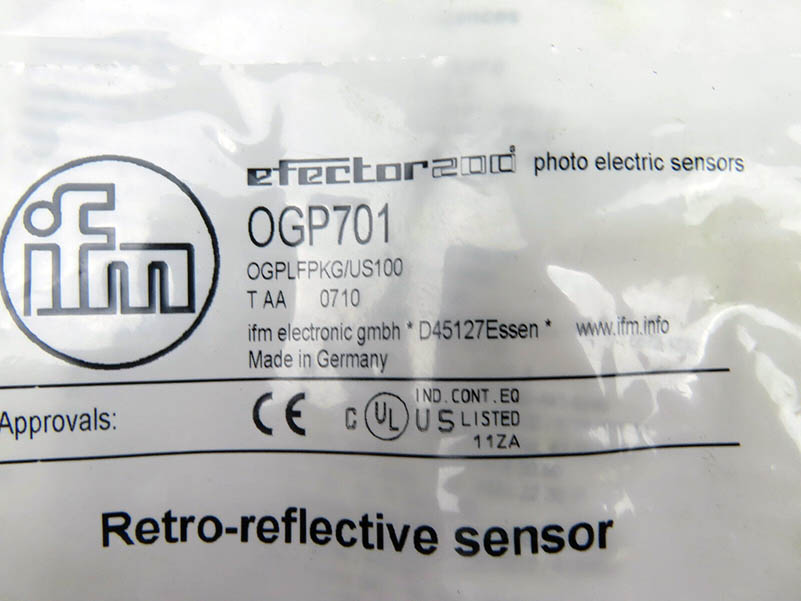 ifm
efector200® photo electric sensors
OGP701
OGPLFPKG/US100
T AA 0710
ifm electronic gmbh * D45127Essen * www.ifm.info
Made in Germany
Approvals: CE C UL US IND. CONT. EQ
LISTED
11ZA
Retro-reflective sensor